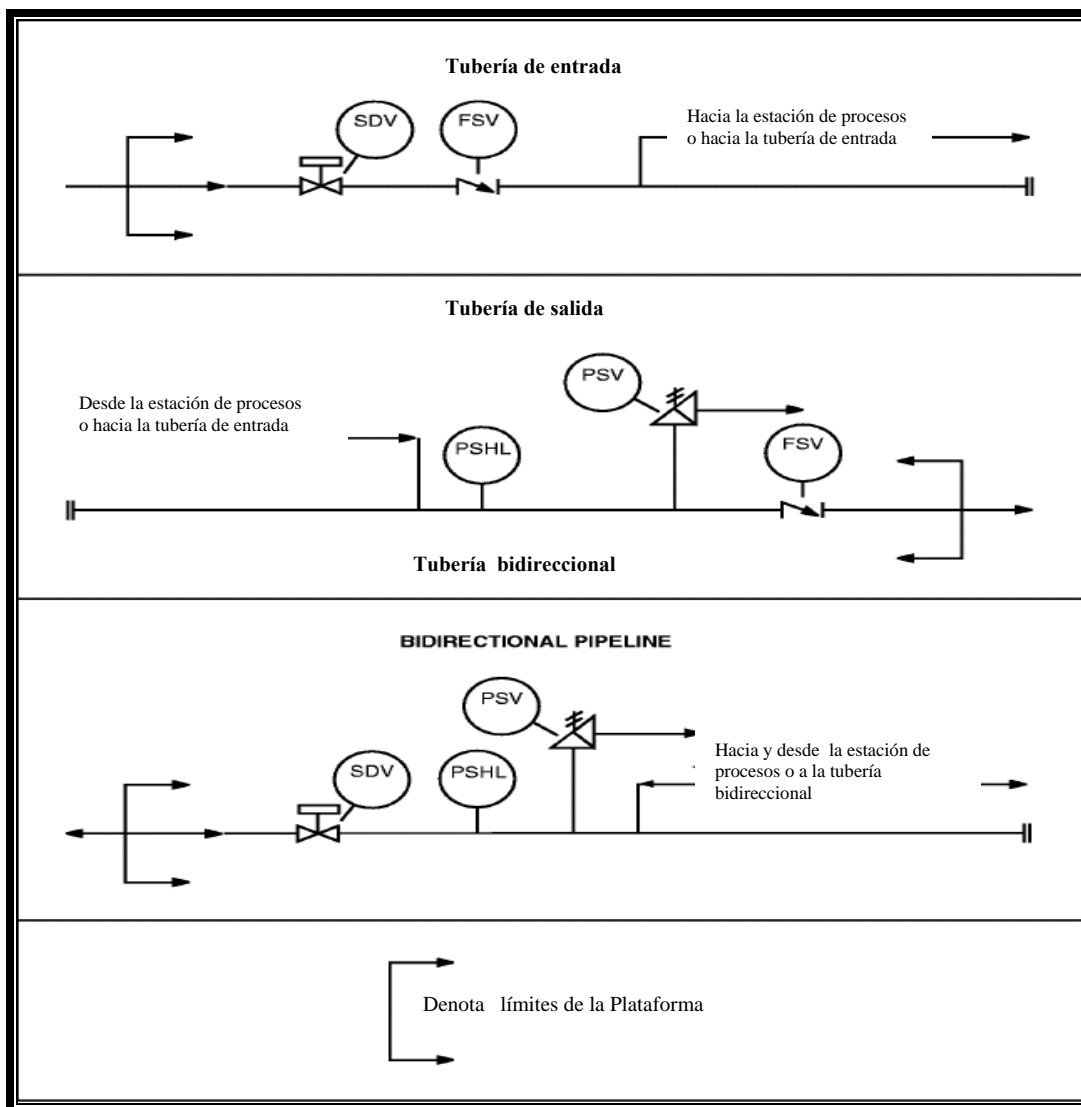 Tubería de entrada
SDV
FSV
Hacia la estación de procesos
o hacia la tubería de entrada
Tubería de salida
PSV
Desde la estación de procesos
o hacia la tubería de entrada
PSHL
FSV
Tubería bidireccional
BIDIRECTIONAL PIPELINE
PSV
SDV
PSHL
Hacia y desde la estación de
procesos o a la tubería
bidireccional
Denota límites de la Plataforma